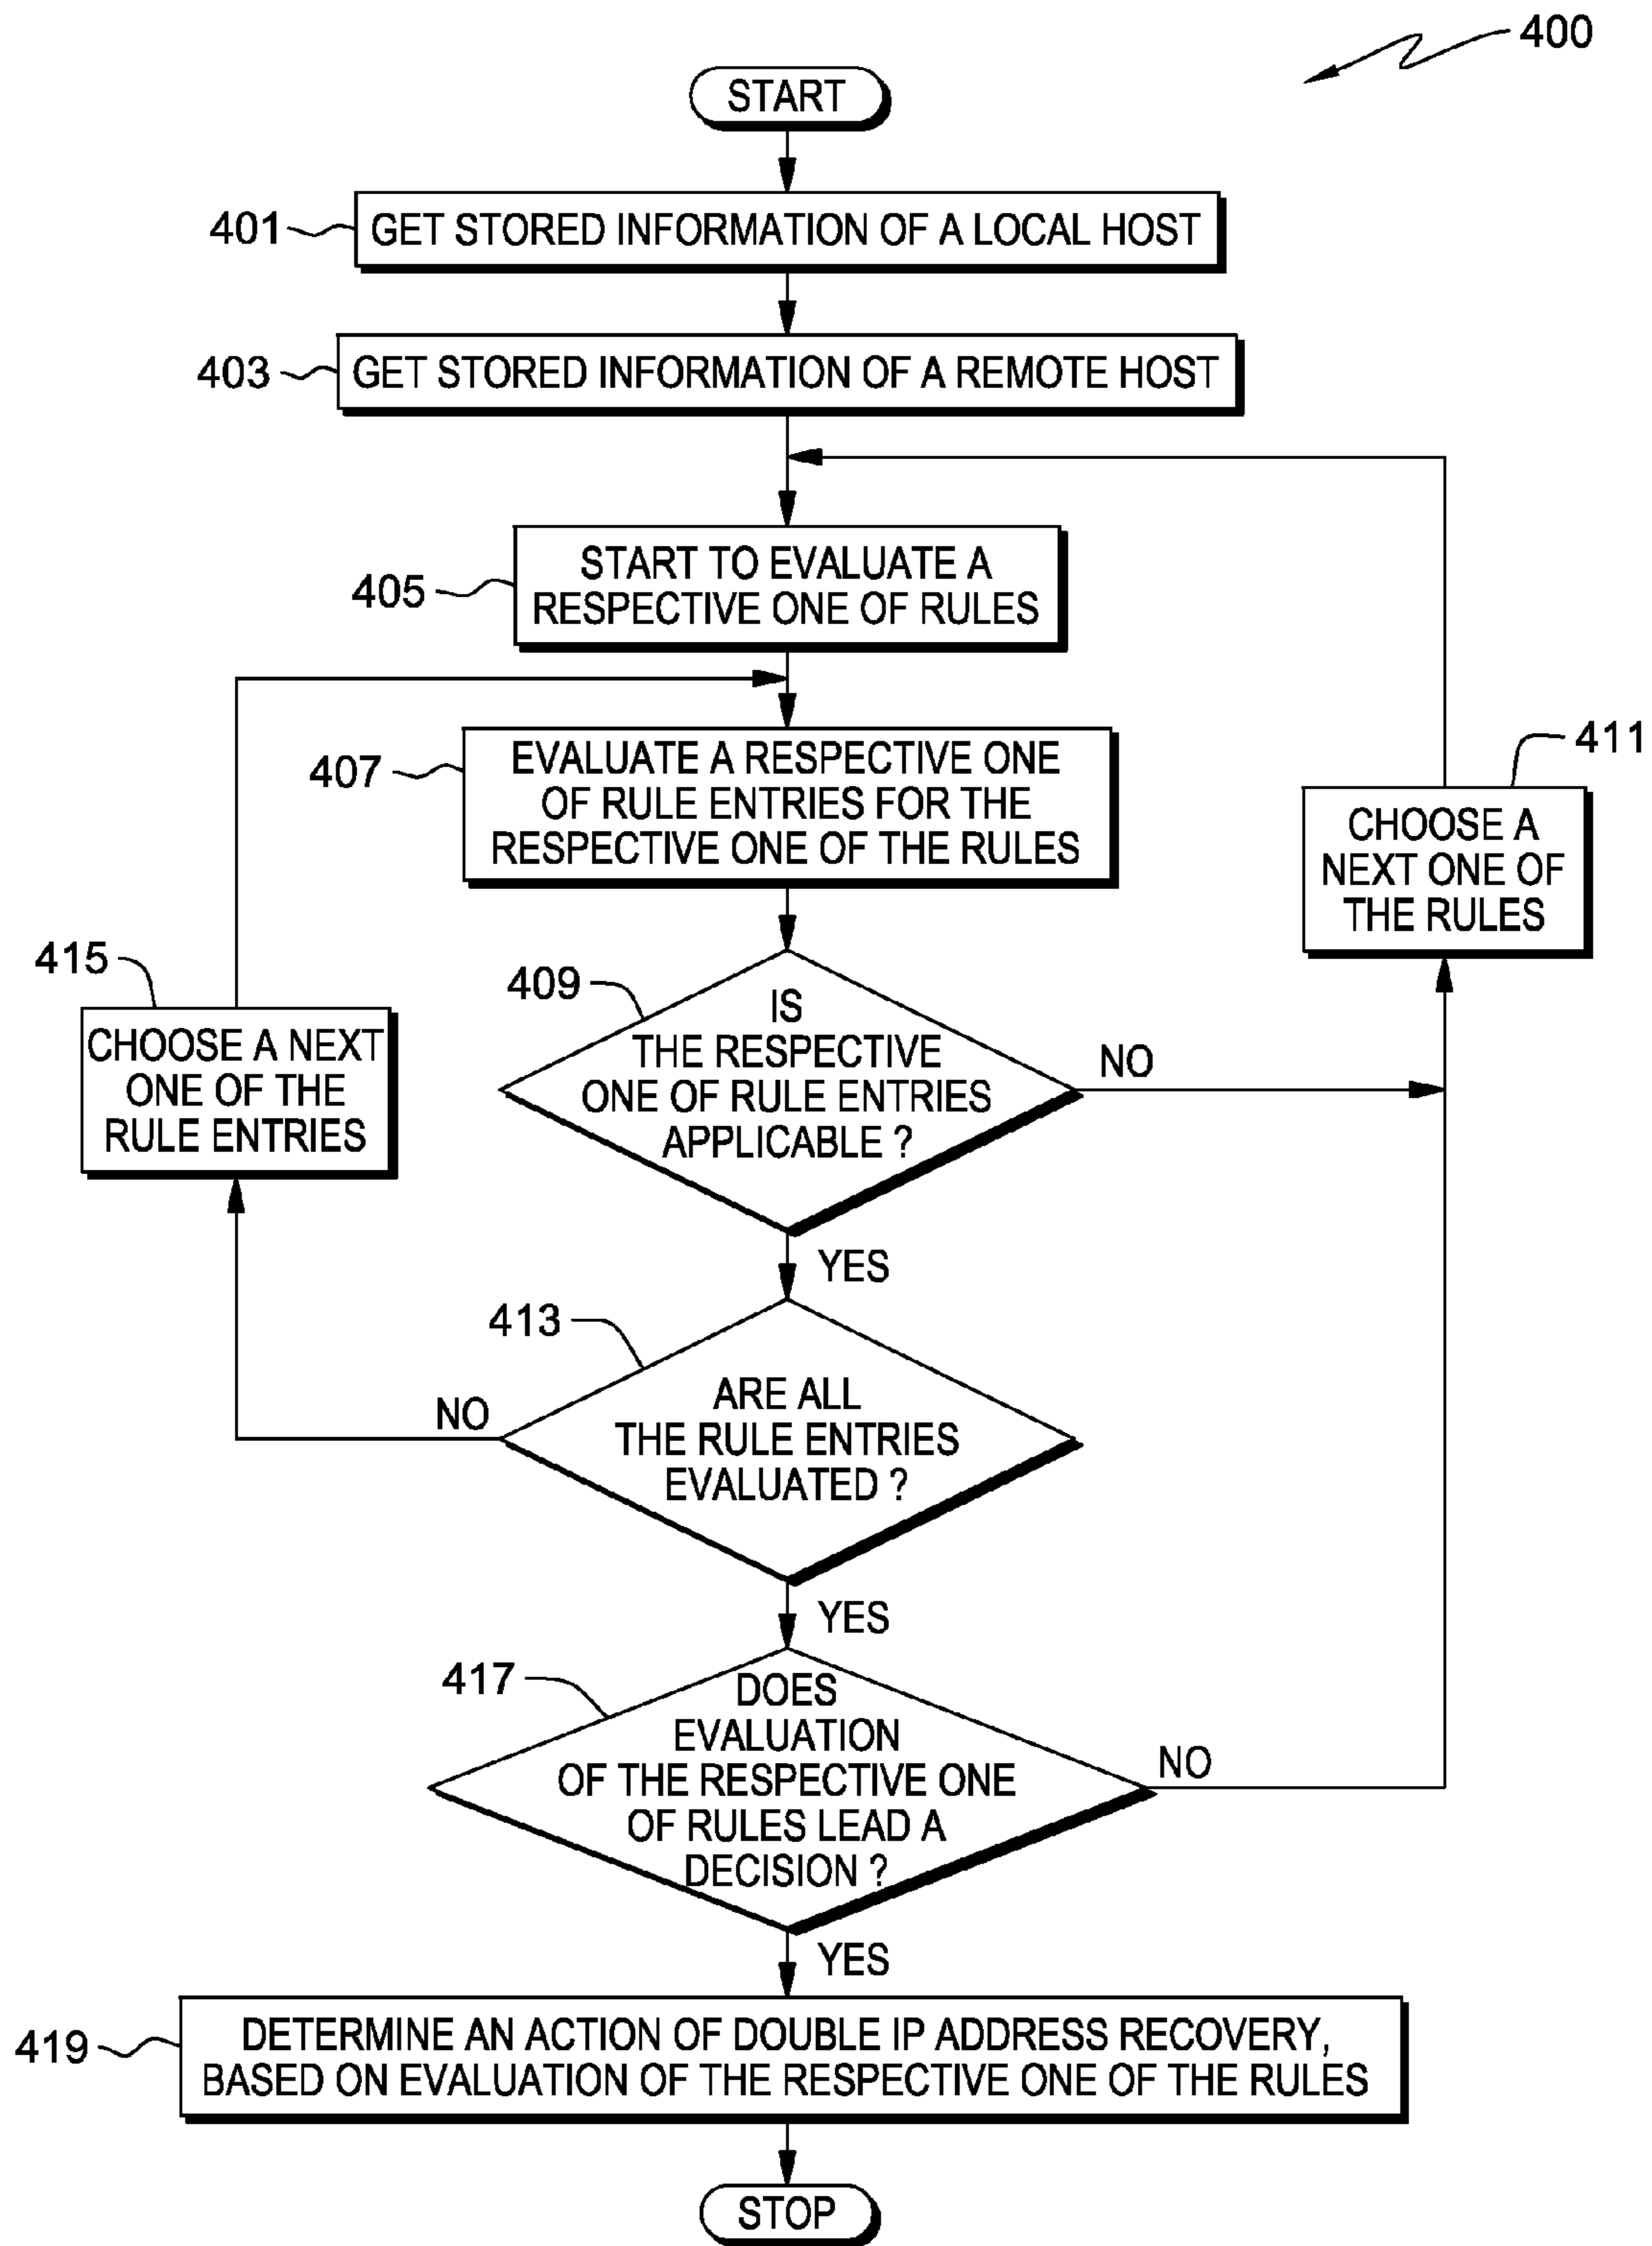 400
START
401
GET STORED INFORMATION OF A LOCAL HOST
403
GET STORED INFORMATION OF A REMOTE HOST
405
START TO EVALUATE A
RESPECTIVE ONE OF RULES
407
EVALUATE A RESPECTIVE ONE
OF RULE ENTRIES FOR THE
RESPECTIVE ONE OF THE RULES
411
CHOOSE A
NEXT ONE OF
THE RULES
415
CHOOSE A NEXT
ONE OF THE
RULE ENTRIES
409
IS
THE RESPECTIVE
ONE OF RULE ENTRIES
APPLICABLE ?
NO
YES
413
ARE ALL
THE RULE ENTRIES
EVALUATED ?
NO
YES
417
DOES
EVALUATION
OF THE RESPECTIVE ONE
OF RULES LEAD A
DECISION ?
NO
YES
419
DETERMINE AN ACTION OF DOUBLE IP ADDRESS RECOVERY,
BASED ON EVALUATION OF THE RESPECTIVE ONE OF THE RULES
STOP